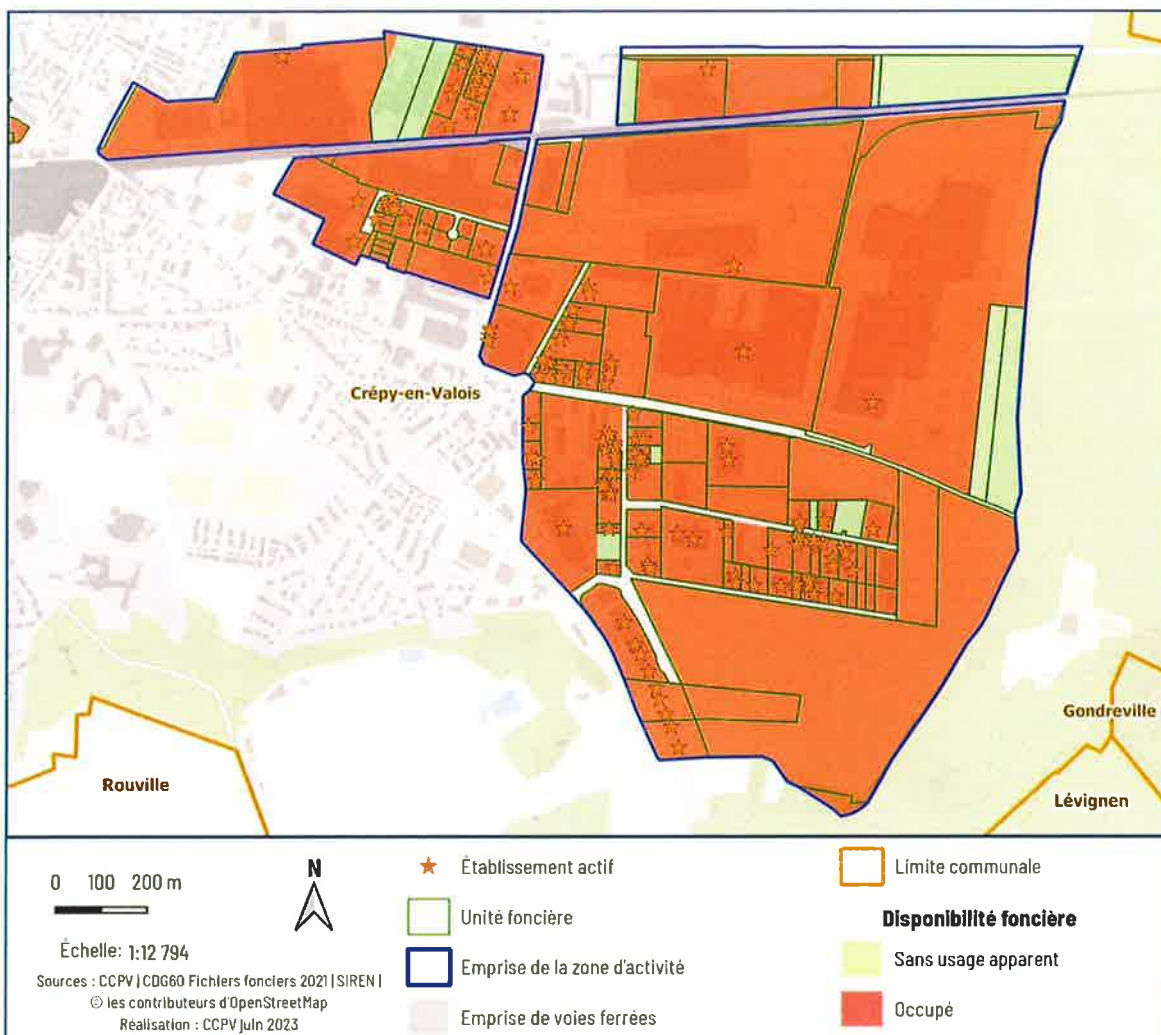 Crépy-en-Valois
Gondreville
Rouville
Lévignen
0 100 200 m
N
Échelle: 1:12 794
Sources : CCPV | CDG60 Fichiers fonciers 2021 | SIREN |
© les contributeurs d'OpenStreetMap
Réalisation : CCPV juin 2023
Établissement actif
Unité foncière
Emprise de la zone d'activité
Emprise de voies ferrées
Limite communale
Disponibilité foncière
Sans usage apparent
Occupé